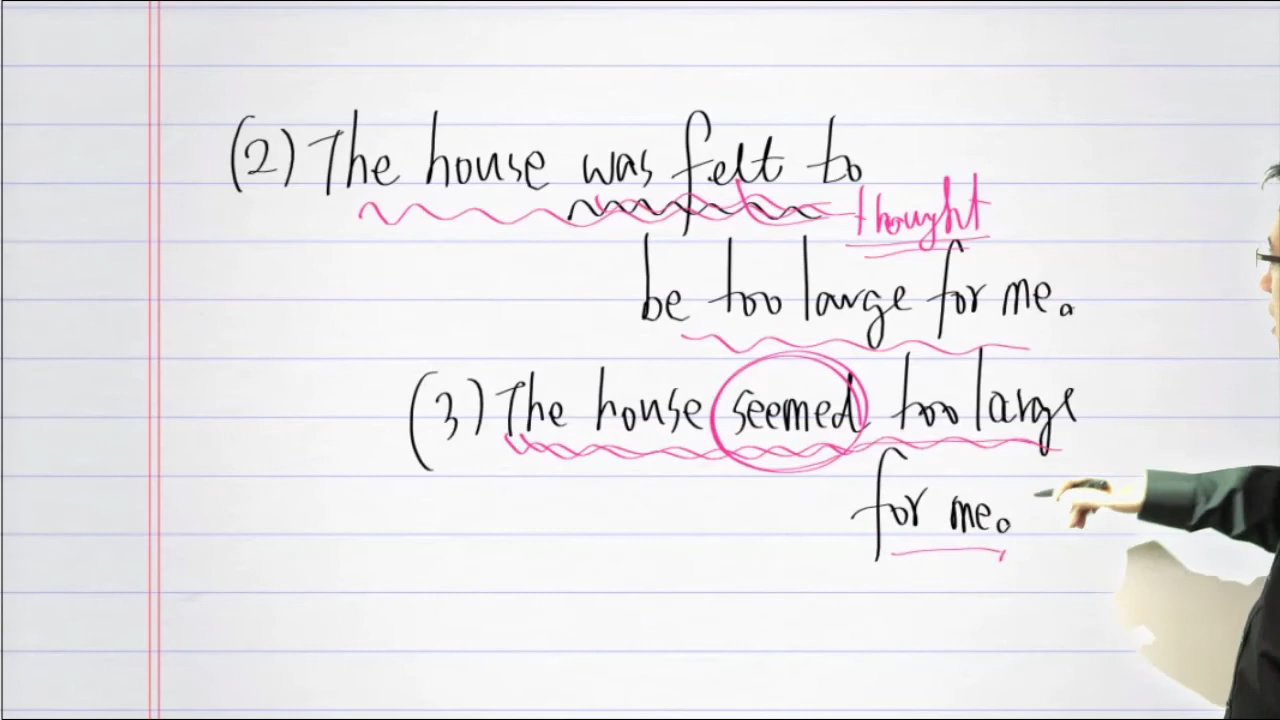 (2) The house was felt to
thought
be too large for me.
(3) The house seemed too large
for me.